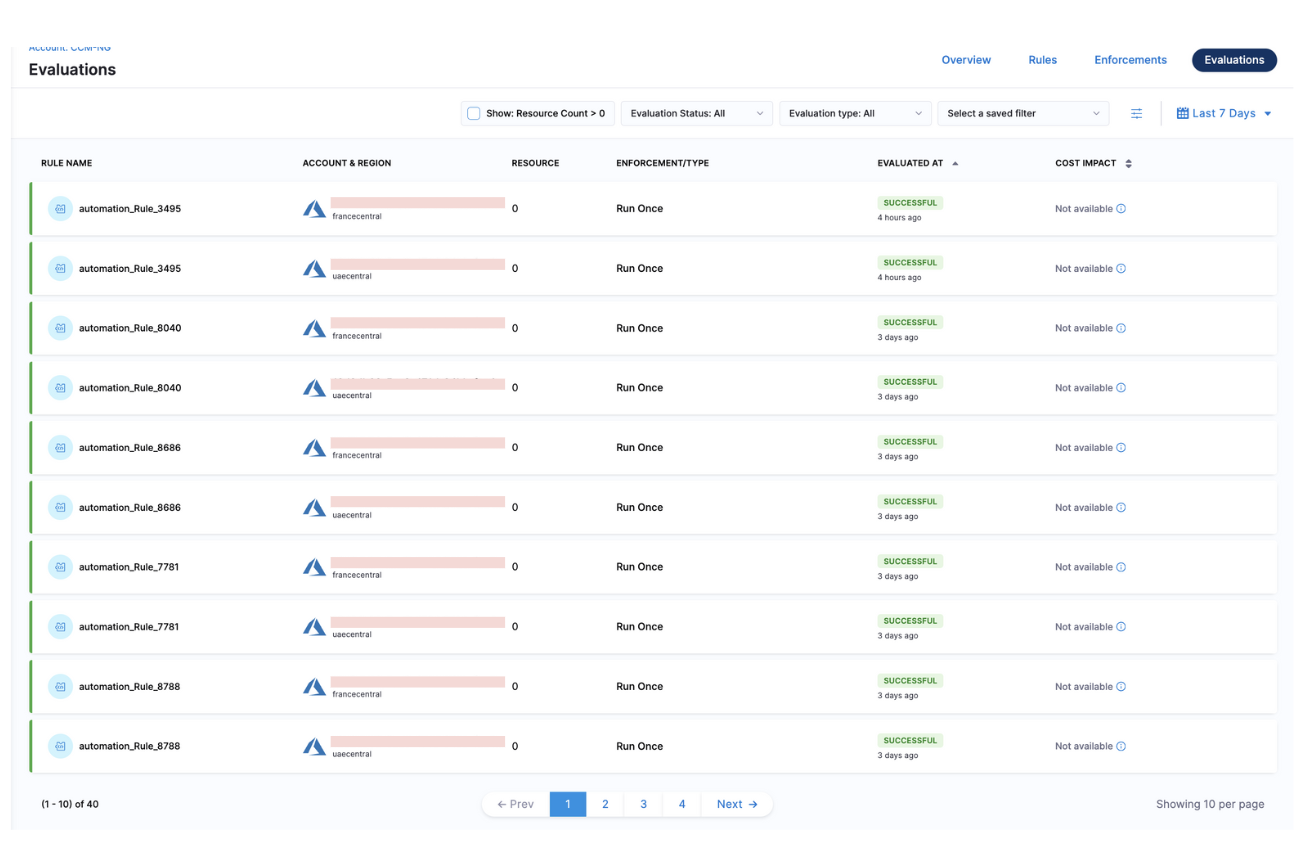 Account: CCM-NG
Evaluations
Overview Rules Enforcements Evaluations
Show: Resource Count > 0 Evaluation Status: All Evaluation type: All Select a saved filter Last 7 Days
RULE NAME ACCOUNT & REGION RESOURCE ENFORCEMENT/TYPE EVALUATED AT COST IMPACT
automation_Rule_3495 francecentral 0 Run Once SUCCESSFUL 4 hours ago Not available
automation_Rule_3495 uaecentral 0 Run Once SUCCESSFUL 4 hours ago Not available
automation_Rule_8040 francecentral 0 Run Once SUCCESSFUL 3 days ago Not available
automation_Rule_8040 uaecentral 0 Run Once SUCCESSFUL 3 days ago Not available
automation_Rule_8686 francecentral 0 Run Once SUCCESSFUL 3 days ago Not available
automation_Rule_8686 uaecentral 0 Run Once SUCCESSFUL 3 days ago Not available
automation_Rule_7781 francecentral 0 Run Once SUCCESSFUL 3 days ago Not available
automation_Rule_7781 uaecentral 0 Run Once SUCCESSFUL 3 days ago Not available
automation_Rule_8788 francecentral 0 Run Once SUCCESSFUL 3 days ago Not available
automation_Rule_8788 uaecentral 0 Run Once SUCCESSFUL 3 days ago Not available
(1 - 10) of 40 ← Prev 1 2 3 4 Next → Showing 10 per page